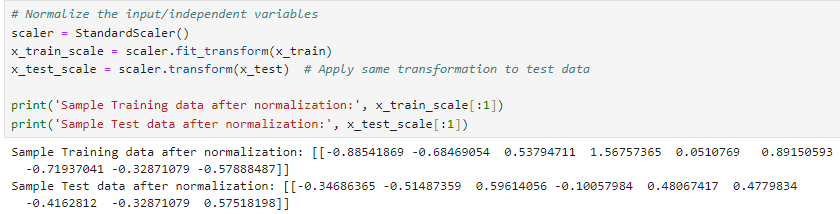 # Normalize the input/independent variables
scaler = StandardScaler()
x_train_scale = scaler.fit_transform(x_train)
x_test_scale = scaler.transform(x_test)  # Apply same transformation to test data

print('Sample Training data after normalization:', x_train_scale[:1])
print('Sample Test data after normalization:', x_test_scale[:1])
Sample Training data after normalization: [[-0.88541869 -0.68469054  0.53794711  1.56757365  0.0510769   0.89150593
  -0.71937041 -0.32871079 -0.57888487]]
Sample Test data after normalization: [[-0.34686365 -0.51487359  0.59614056 -0.10057984  0.48067417  0.4779834
  -0.4162812  -0.32871079  0.57518198]]